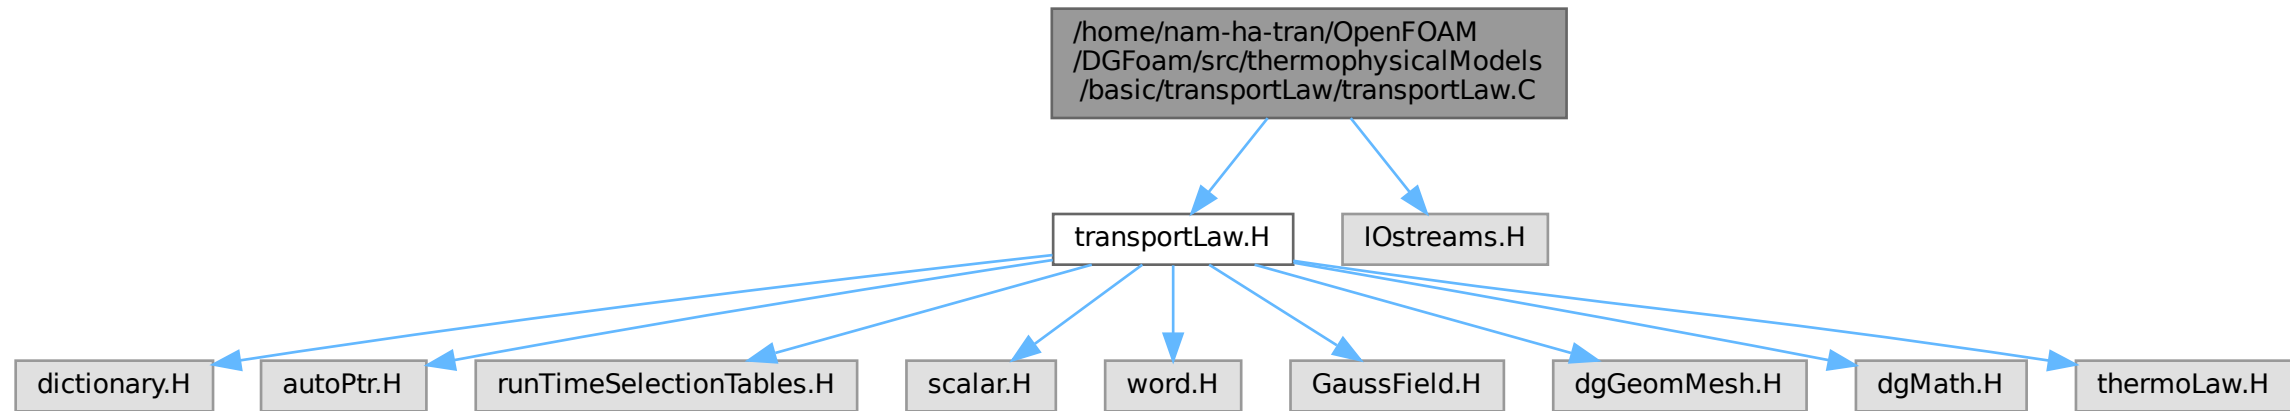 /home/nam-ha-tran/OpenFOAM
/DGFoam/src/thermophysicalModels
/basic/transportLaw/transportLaw.C
transportLaw.H
IOstreams.H
dictionary.H
autoPtr.H
runTimeSelectionTables.H
scalar.H
word.H
GaussField.H
dgGeomMesh.H
dgMath.H
thermoLaw.H